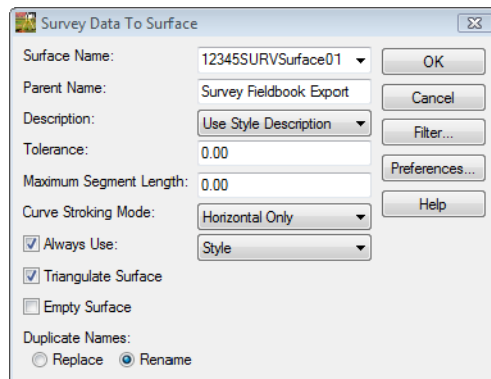 Survey Data To Surface
Surface Name: 12345SURVSurface01 OK
Parent Name: Survey Fieldbook Export Cancel
Description: Use Style Description Filter...
Tolerance: 0.00 Preferences...
Maximum Segment Length: 0.00 Help
Curve Stroking Mode: Horizontal Only
Always Use: Style
Triangulate Surface
Empty Surface
Duplicate Names:
Replace Rename